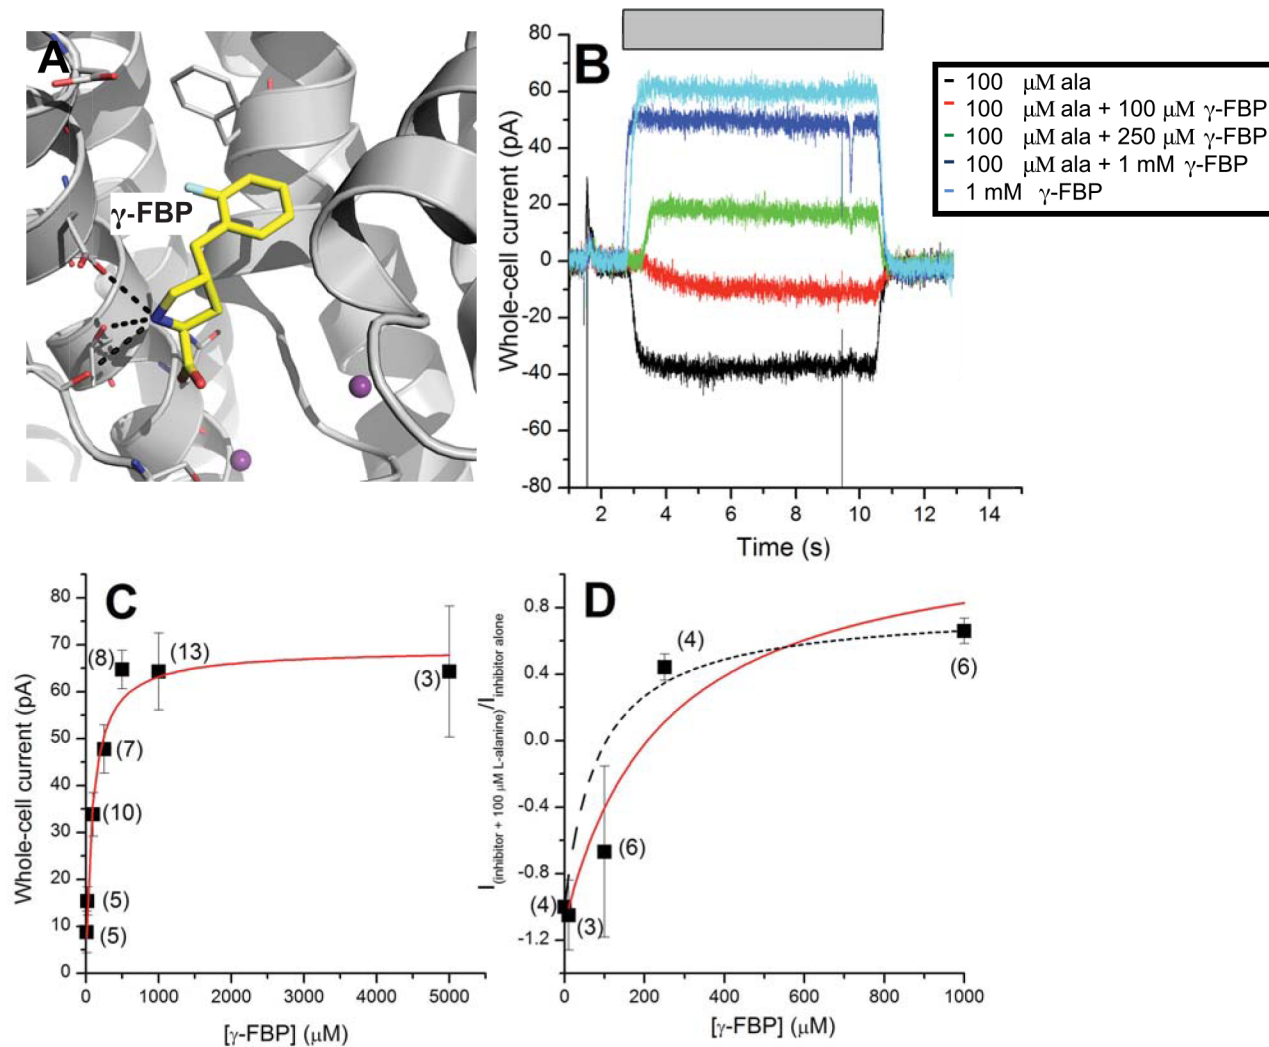 A
γ-FBP
B
80
60
40
20
0
-20
-40
-60
-80
Whole-cell current (pA)
2 4 6 8 10 12 14
Time (s)
100 μM ala
100 μM ala + 100 μM γ-FBP
100 μM ala + 250 μM γ-FBP
100 μM ala + 1 mM γ-FBP
1 mM γ-FBP
C
80
70
60
50
40
30
20
10
0
Whole-cell current (pA)
(8)
(13)
(3)
(7)
(10)
(5)
(5)
0 1000 2000 3000 4000 5000
[γ-FBP] (μM)
D
0.8
0.4
0.0
-0.4
-0.8
-1.2
I(inhibitor + 100 μM L-alanine)/Iinhibitor alone
(4)
(6)
(6)
(4)
(3)
0 200 400 600 800 1000
[γ-FBP] (μM)